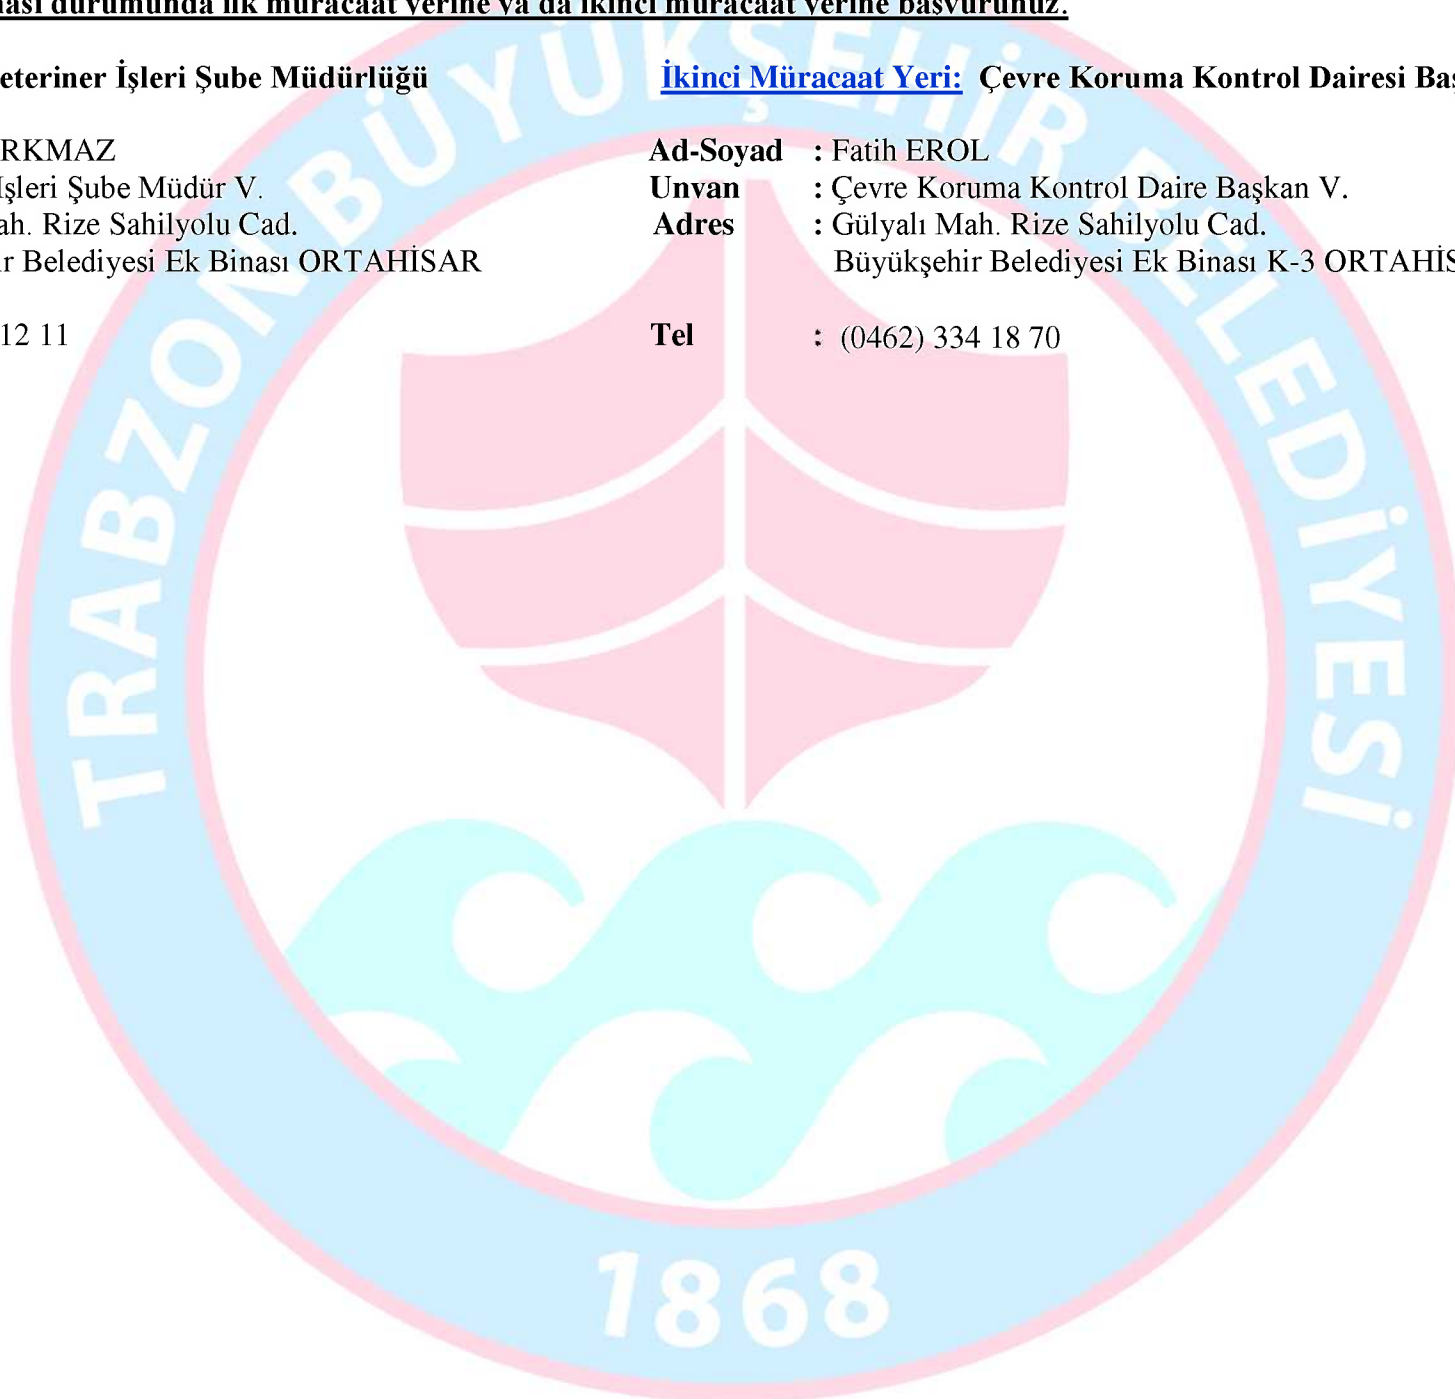 durumunda ilk müracaat yerine ya da ikinci müracaat yerine başvurunuz.
eteriner İşleri Şube Müdürlüğü
RKMAZ
İşleri Şube Müdür V.
ah. Rize Sahilyolu Cad.
ir Belediyesi Ek Binası ORTAHİSAR
12 11
İkinci Müracaat Yeri: Çevre Koruma Kontrol Dairesi Baş
Ad-Soyad : Fatih EROL
Unvan : Çevre Koruma Kontrol Daire Başkan V.
Adres : Gülyalı Mah. Rize Sahilyolu Cad.
Büyükşehir Belediyesi Ek Binası K-3 ORTAHİS
Tel : (0462) 334 18 70
TRABZON BÜYÜKŞEHİR BELEDİYESİ
1868